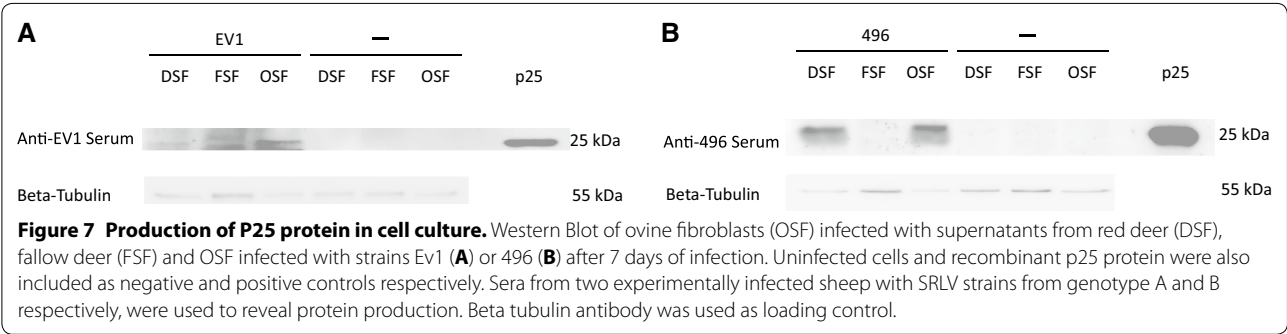 A
EV1 —
DSF FSF OSF DSF FSF OSF p25
Anti-EV1 Serum 25 kDa
Beta-Tubulin 55 kDa
B
496 —
DSF FSF OSF DSF FSF OSF p25
Anti-496 Serum 25 kDa
Beta-Tubulin 55 kDa
Figure 7 Production of P25 protein in cell culture. Western Blot of ovine fibroblasts (OSF) infected with supernatants from red deer (DSF),
fallow deer (FSF) and OSF infected with strains Ev1 (A) or 496 (B) after 7 days of infection. Uninfected cells and recombinant p25 protein were also
included as negative and positive controls respectively. Sera from two experimentally infected sheep with SRLV strains from genotype A and B
respectively, were used to reveal protein production. Beta tubulin antibody was used as loading control.